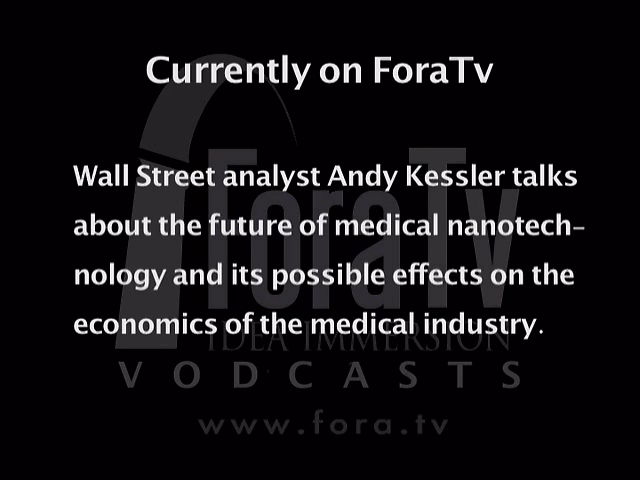 Currently on ForaTv
Wall Street analyst Andy Kessler talks
about the future of medical nanotech-
nology and its possible effects on the
economics of the medical industry.
ForaTv
IDEA IMMERSION
VODCASTS
www.fora.tv